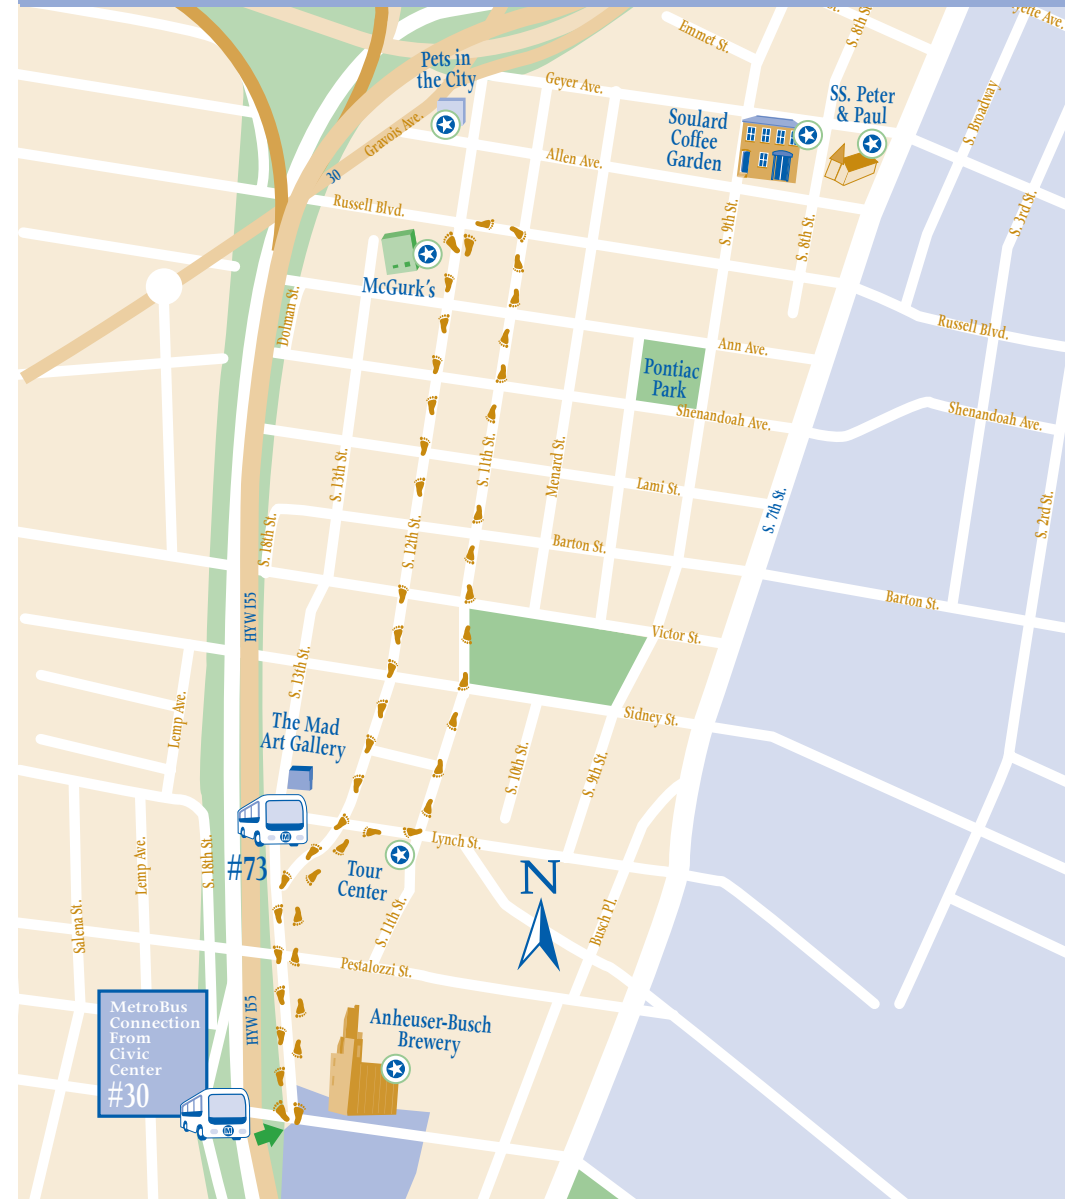 Emmet St.
S. 8th St.
Pets in
the City
Geyer Ave.
SS. Peter
& Paul
Soulard
Coffee
Garden
S. Broadway
Gravois Ave.
30
Allen Ave.
Russell Blvd.
S. 9th St.
S. 8th St.
S. 3rd St.
McGurk's
Dolman St.
Russell Blvd.
Ann Ave.
Pontiac
Park
Shenandoah Ave.
Shenandoah Ave.
S. 13th St.
S. 11th St.
Menard St.
Lami St.
S. 7th St.
S. 2nd St.
S. 18th St.
S. 12th St.
Barton St.
Barton St.
HYW I55
Victor St.
S. 13th St.
Lemp Ave.
Sidney St.
The Mad
Art Gallery
S. 10th St.
S. 9th St.
M
#73
Lynch St.
Lemp Ave.
S. 18th St.
Tour
Center
N
Salena St.
S. 11th St.
Busch Pl.
Pestalozzi St.
HYW I55
MetroBus
Connection
From
Civic
Center
#30
Anheuser-Busch
Brewery
M